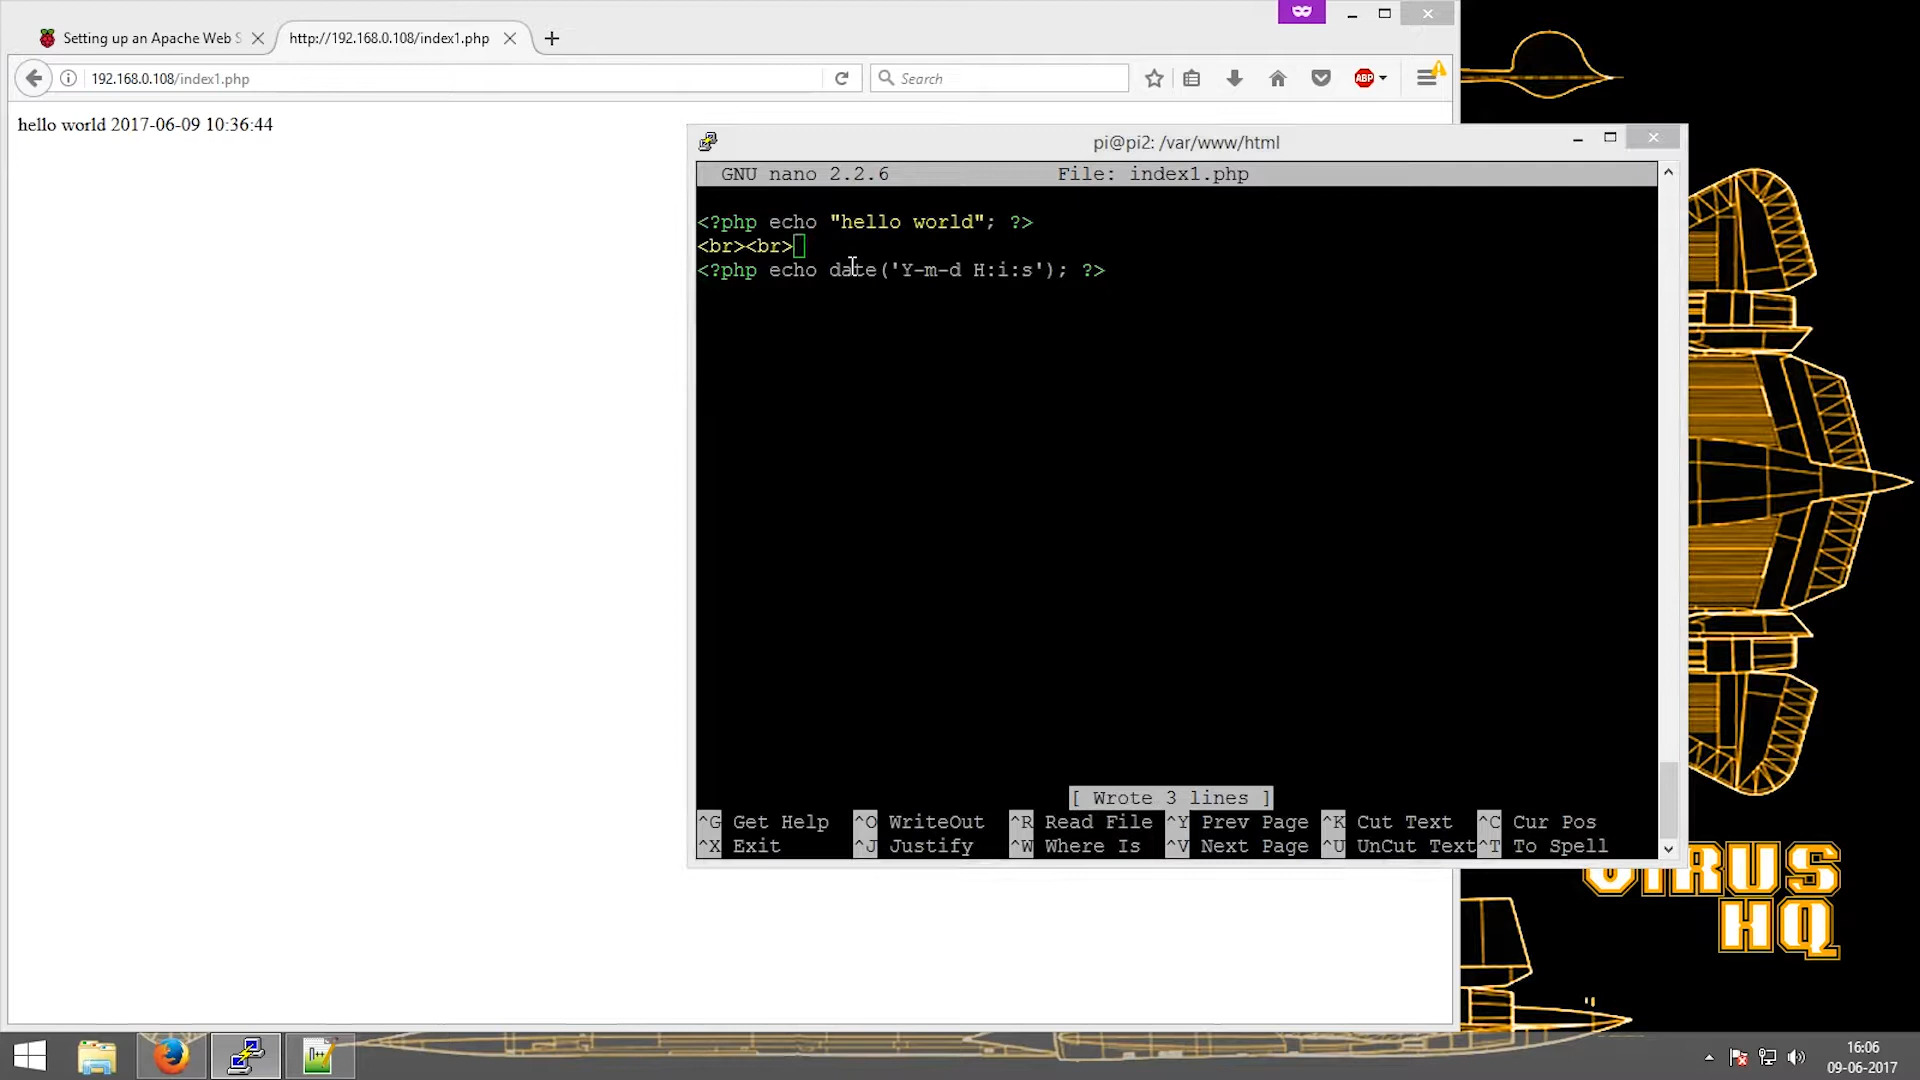 Setting up an Apache Web S
http://192.168.0.108/index1.php
192.168.0.108/index1.php
Search
ABP
hello world 2017-06-09 10:36:44
pi@pi2: /var/www/html
GNU nano 2.2.6 File: index1.php
<?php echo "hello world"; ?>
<br><br>
<?php echo date('Y-m-d H:i:s'); ?>
[ Wrote 3 lines ]
^G Get Help ^O WriteOut ^R Read File ^Y Prev Page ^K Cut Text ^C Cur Pos
^X Exit ^J Justify ^W Where Is ^V Next Page ^U UnCut Text ^T To Spell
HQ
16:06
09-06-2017